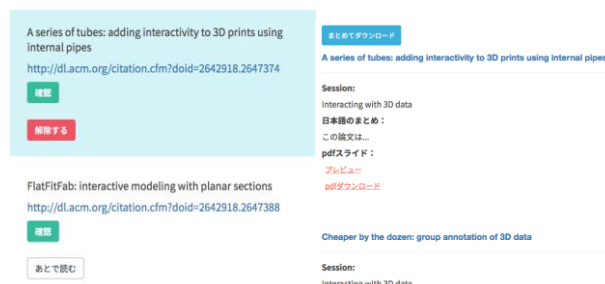 A series of tubes: adding interactivity to 3D prints using
internal pipes
http://dl.acm.org/citation.cfm?doid=2642918.2647374
確認
解除する
FlatFitFab: interactive modeling with planar sections
http://dl.acm.org/citation.cfm?doid=2642918.2647388
確認
あとで読む
まとめてダウンロード
A series of tubes: adding interactivity to 3D prints using internal pipes
Session:
Interacting with 3D data
日本語のまとめ：
この論文は...
pdfスライド：
プレビュー
pdfダウンロード
Cheaper by the dozen: group annotation of 3D data
Session:
Interacting with 3D data